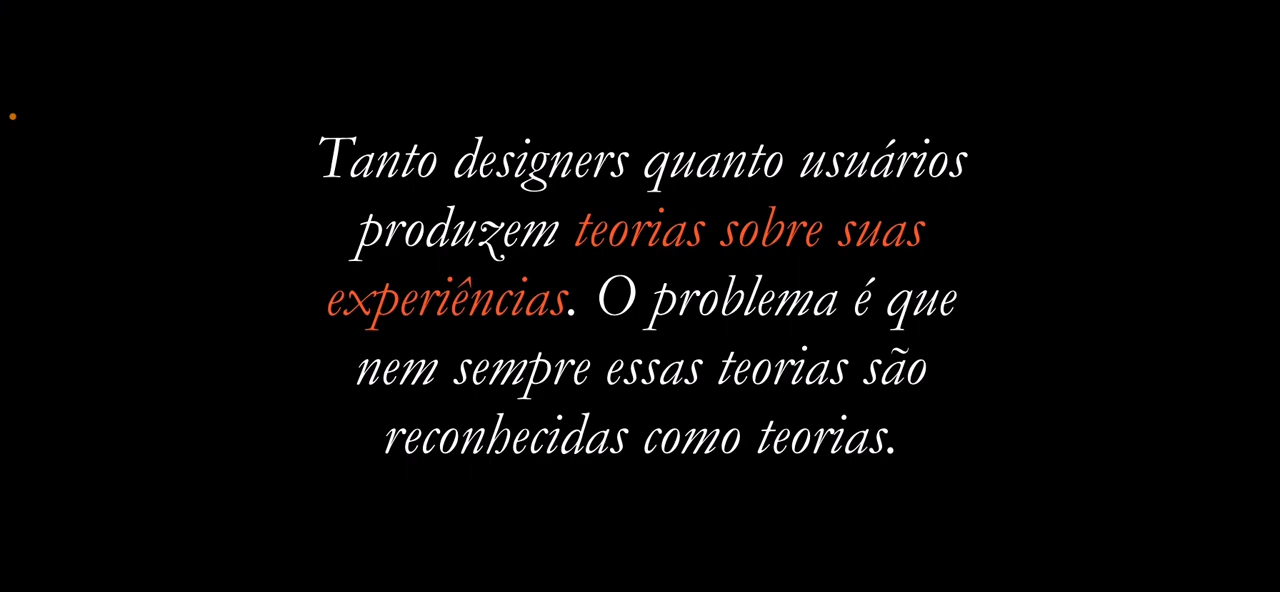 Tanto designers quanto usuários
produzem teorias sobre suas
experiências. O problema é que
nem sempre essas teorias são
reconhecidas como teorias.